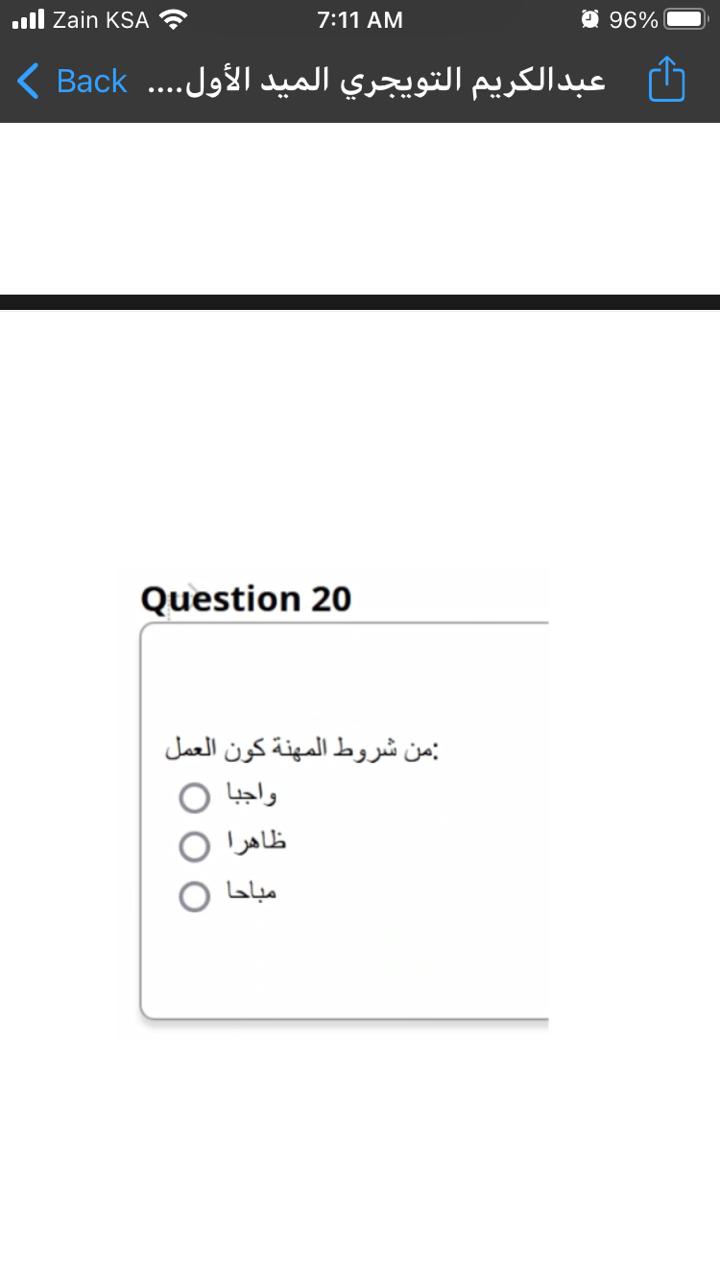 Zain KSA 7:11 AM 96%
Back عبدالكريم التويجري الميد الأول....
Question 20
من شروط المهنة كون العمل:
واجبا
ظاهرا
مباحا